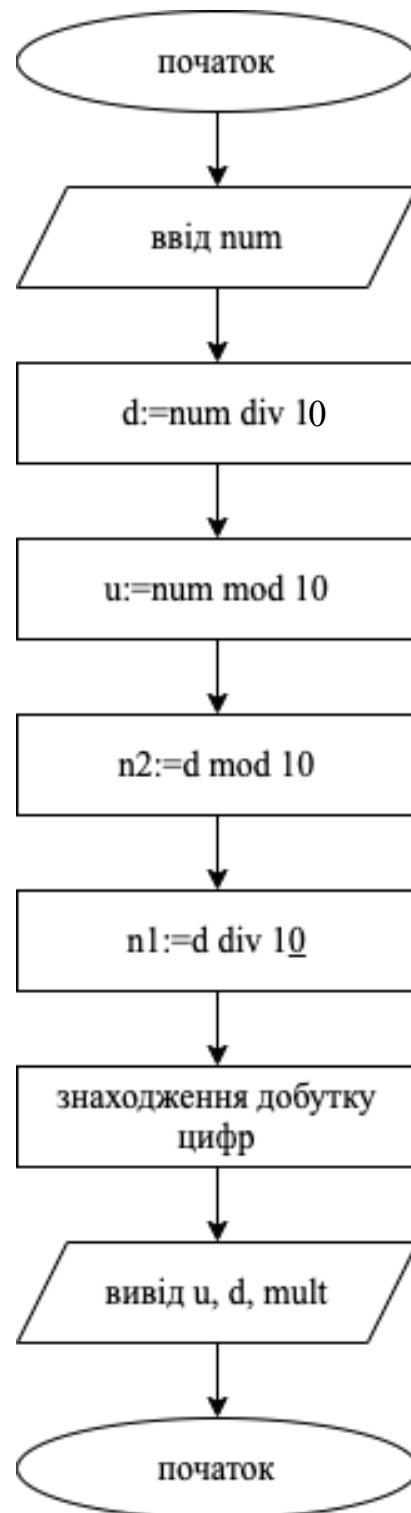 початок
ввід num
d:=num div 10
u:=num mod 10
n2:=d mod 10
n1:=d div 10
знаходження добутку
цифр
вивід u, d, mult
початок